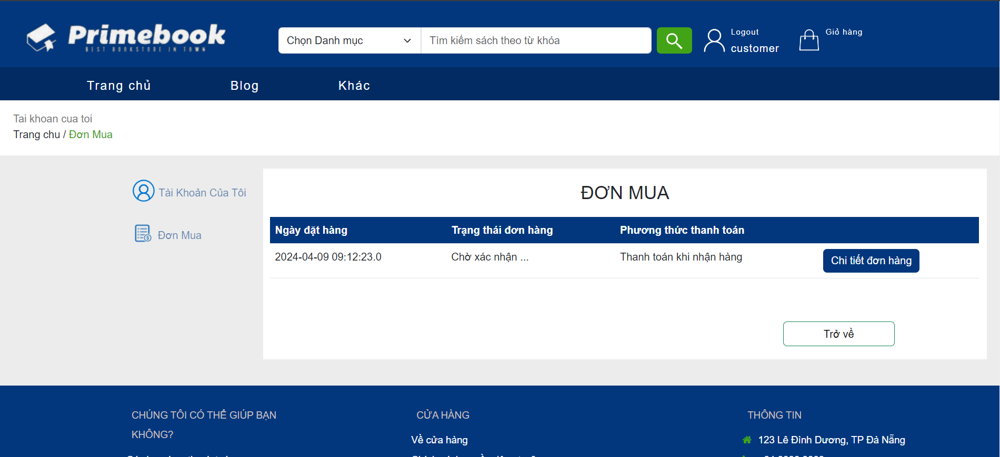 Primebook
BEST BOOKSTORE IN TOWN
Chọn Danh mục
Tìm kiếm sách theo từ khóa
Logout
customer
Giỏ hàng
Trang chủ
Blog
Khác
Tai khoan cua toi
Trang chu / Đơn Mua
Tài Khoản Của Tôi
Đơn Mua
ĐƠN MUA
Ngày đặt hàng Trạng thái đơn hàng Phương thức thanh toán
2024-04-09 09:12:23.0 Chờ xác nhận ... Thanh toán khi nhận hàng Chi tiết đơn hàng
Trở về
CHÚNG TÔI CÓ THỂ GIÚP BẠN
KHÔNG?
CỬA HÀNG
Về cửa hàng
THÔNG TIN
123 Lê Đình Dương, TP Đà Nẵng